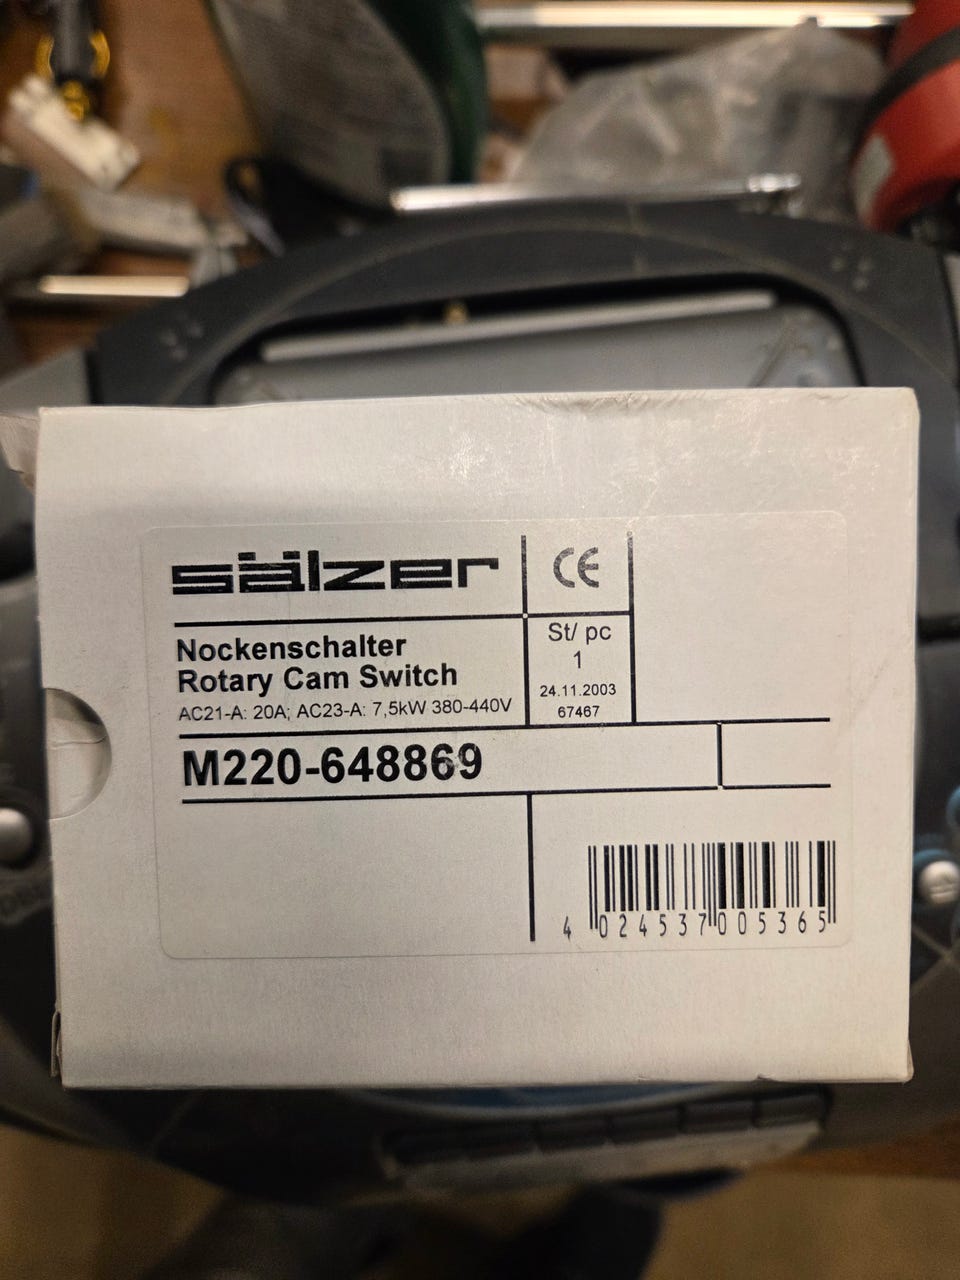 sälzer
CE
Nockenschalter
Rotary Cam Switch
AC21-A: 20A; AC23-A: 7,5kW 380-440V
St/ pc
1
24.11.2003
67467
M220-648869
4 024537 005365